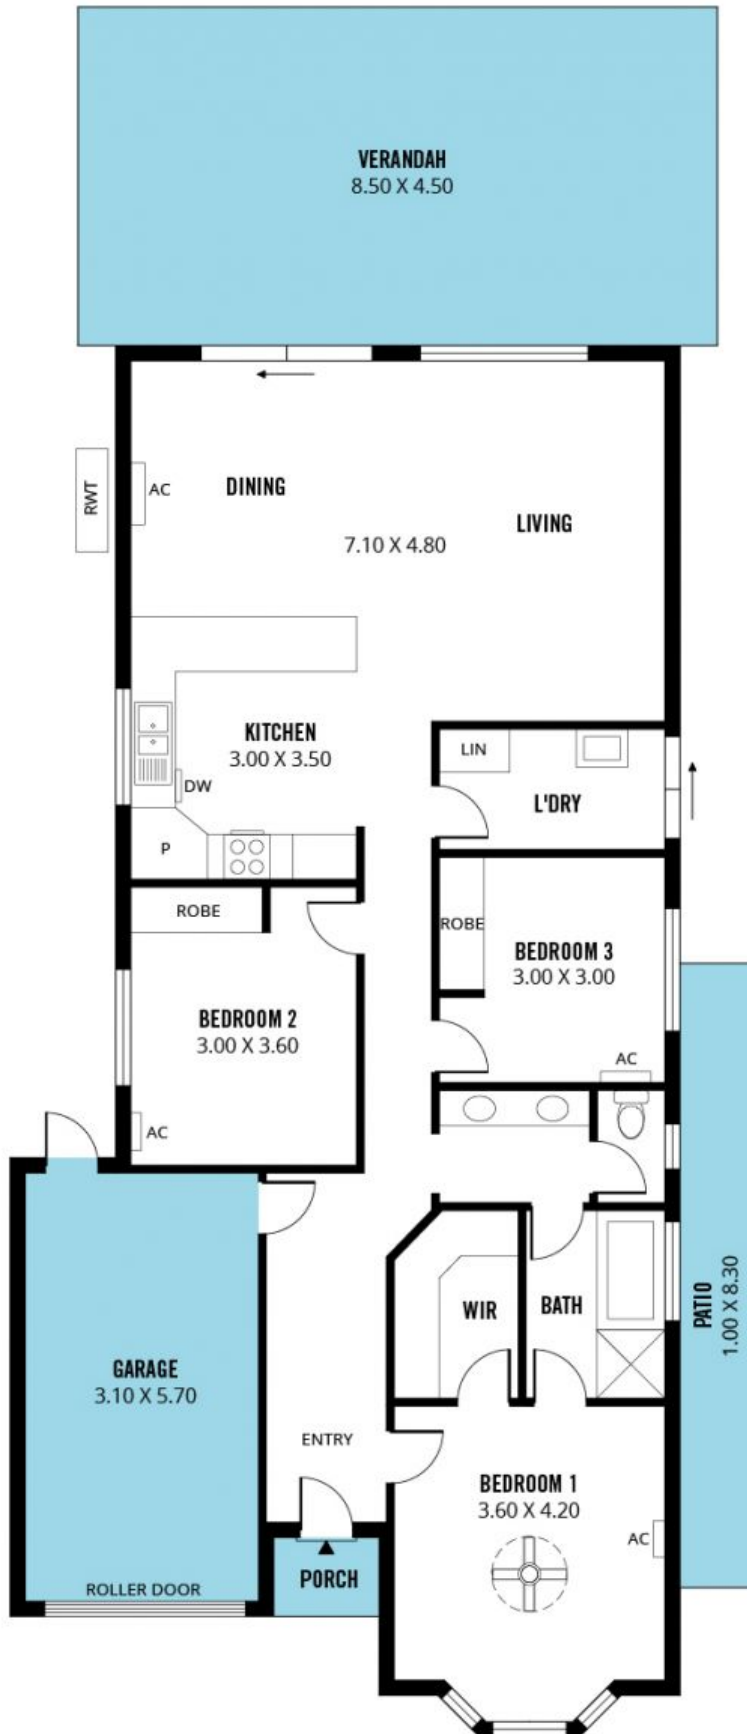 VERANDAH
8.50 X 4.50
RWT
AC
DINING
LIVING
7.10 X 4.80
KITCHEN
3.00 X 3.50
DW
P
LIN
L'DRY
ROBE
BEDROOM 2
3.00 X 3.60
AC
ROBE
BEDROOM 3
3.00 X 3.00
AC
WIR
BATH
PATIO
1.00 X 8.30
GARAGE
3.10 X 5.70
ROLLER DOOR
ENTRY
PORCH
BEDROOM 1
3.60 X 4.20
AC